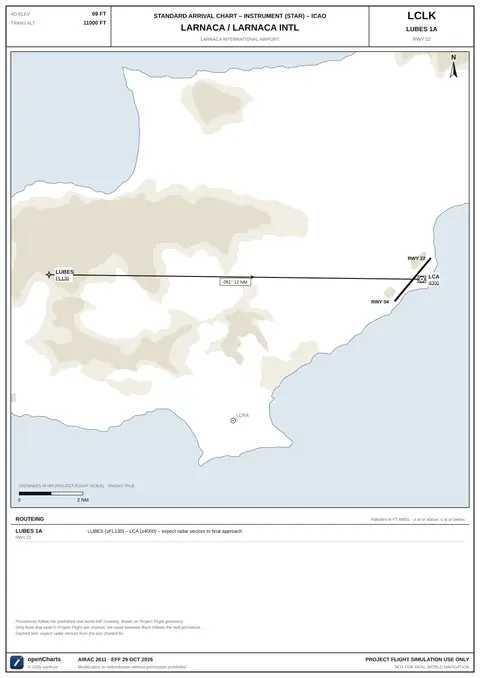 AD ELEV 69 FT
TRANS ALT 11000 FT
STANDARD ARRIVAL CHART – INSTRUMENT (STAR) – ICAO
LARNACA / LARNACA INTL
LARNACA INTERNATIONAL AIRPORT
LCLK
LUBES 1A
RWY 22
N
RWY 22
LUBES
FL130
LCA
4000
091° 12 NM
RWY 04
LCRA
DISTANCES IN NM (PROJECT FLIGHT SCALE) · TRACKS TRUE
0 2 NM
ROUTEING
Altitudes in FT AMSL · ≥ at or above, ≤ at or below
LUBES 1A
RWY 22
LUBES (≥FL130) – LCA (≥4000) – expect radar vectors to final approach
Procedures follow the published real-world AIP routeing, drawn on Project Flight geometry.
Only fixes that exist in Project Flight are charted; the route between them follows the real procedure.
Dashed line: expect radar vectors from the last charted fix.
openCharts
AIRAC 2611 · EFF 29 OCT 2026
Modification or redistribution without permission prohibited
PROJECT FLIGHT SIMULATION USE ONLY
NOT FOR REAL WORLD NAVIGATION